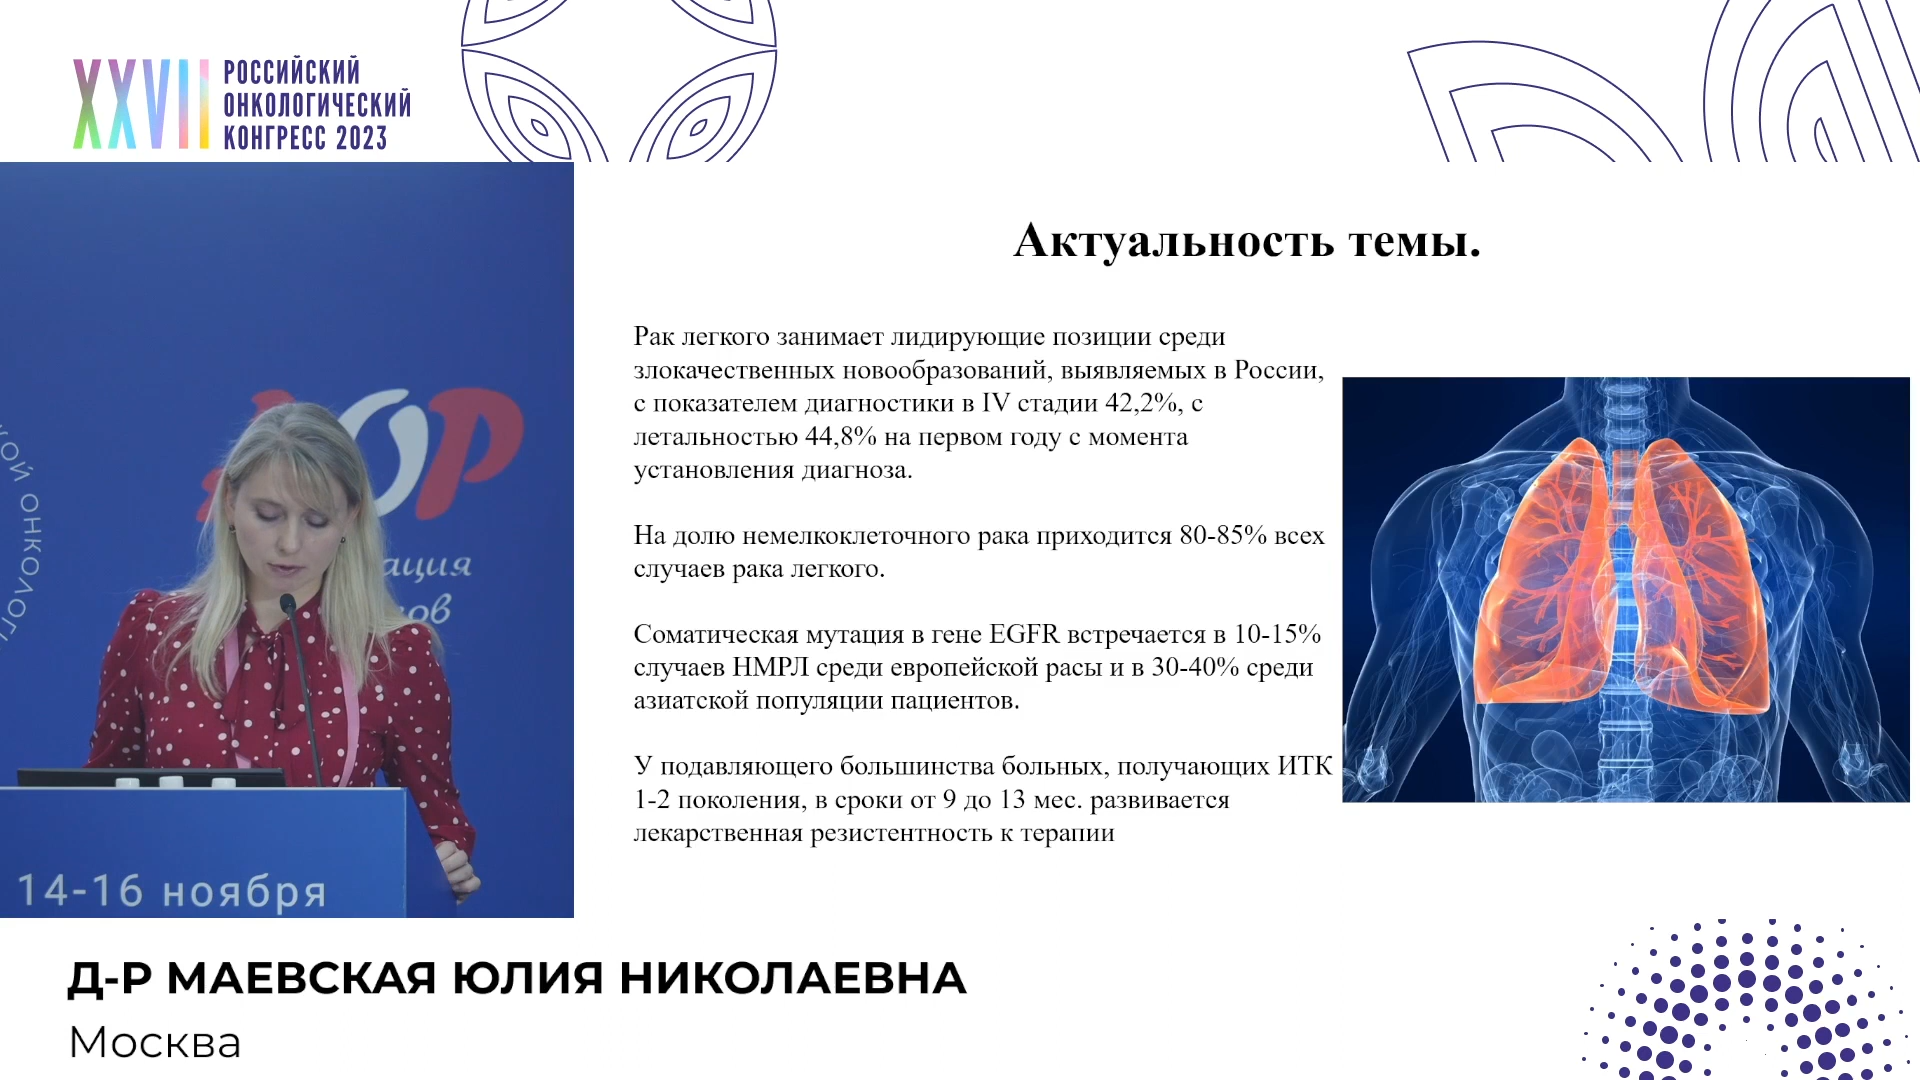 XXVII
РОССИЙСКИЙ
ОНКОЛОГИЧЕСКИЙ
КОНГРЕСС 2023
Актуальность темы.
Рак легкого занимает лидирующие позиции среди
злокачественных новообразований, выявляемых в России,
с показателем диагностики в IV стадии 42,2%, с
летальностью 44,8% на первом году с момента
установления диагноза.
На долю немелкоклеточного рака приходится 80-85% всех
случаев рака легкого.
Соматическая мутация в гене EGFR встречается в 10-15%
случаев НМРЛ среди европейской расы и в 30-40% среди
азиатской популяции пациентов.
У подавляющего большинства больных, получающих ИТК
1-2 поколения, в сроки от 9 до 13 мес. развивается
лекарственная резистентность к терапии
ОР
14-16 ноября
Д-Р МАЕВСКАЯ ЮЛИЯ НИКОЛАЕВНА
Москва